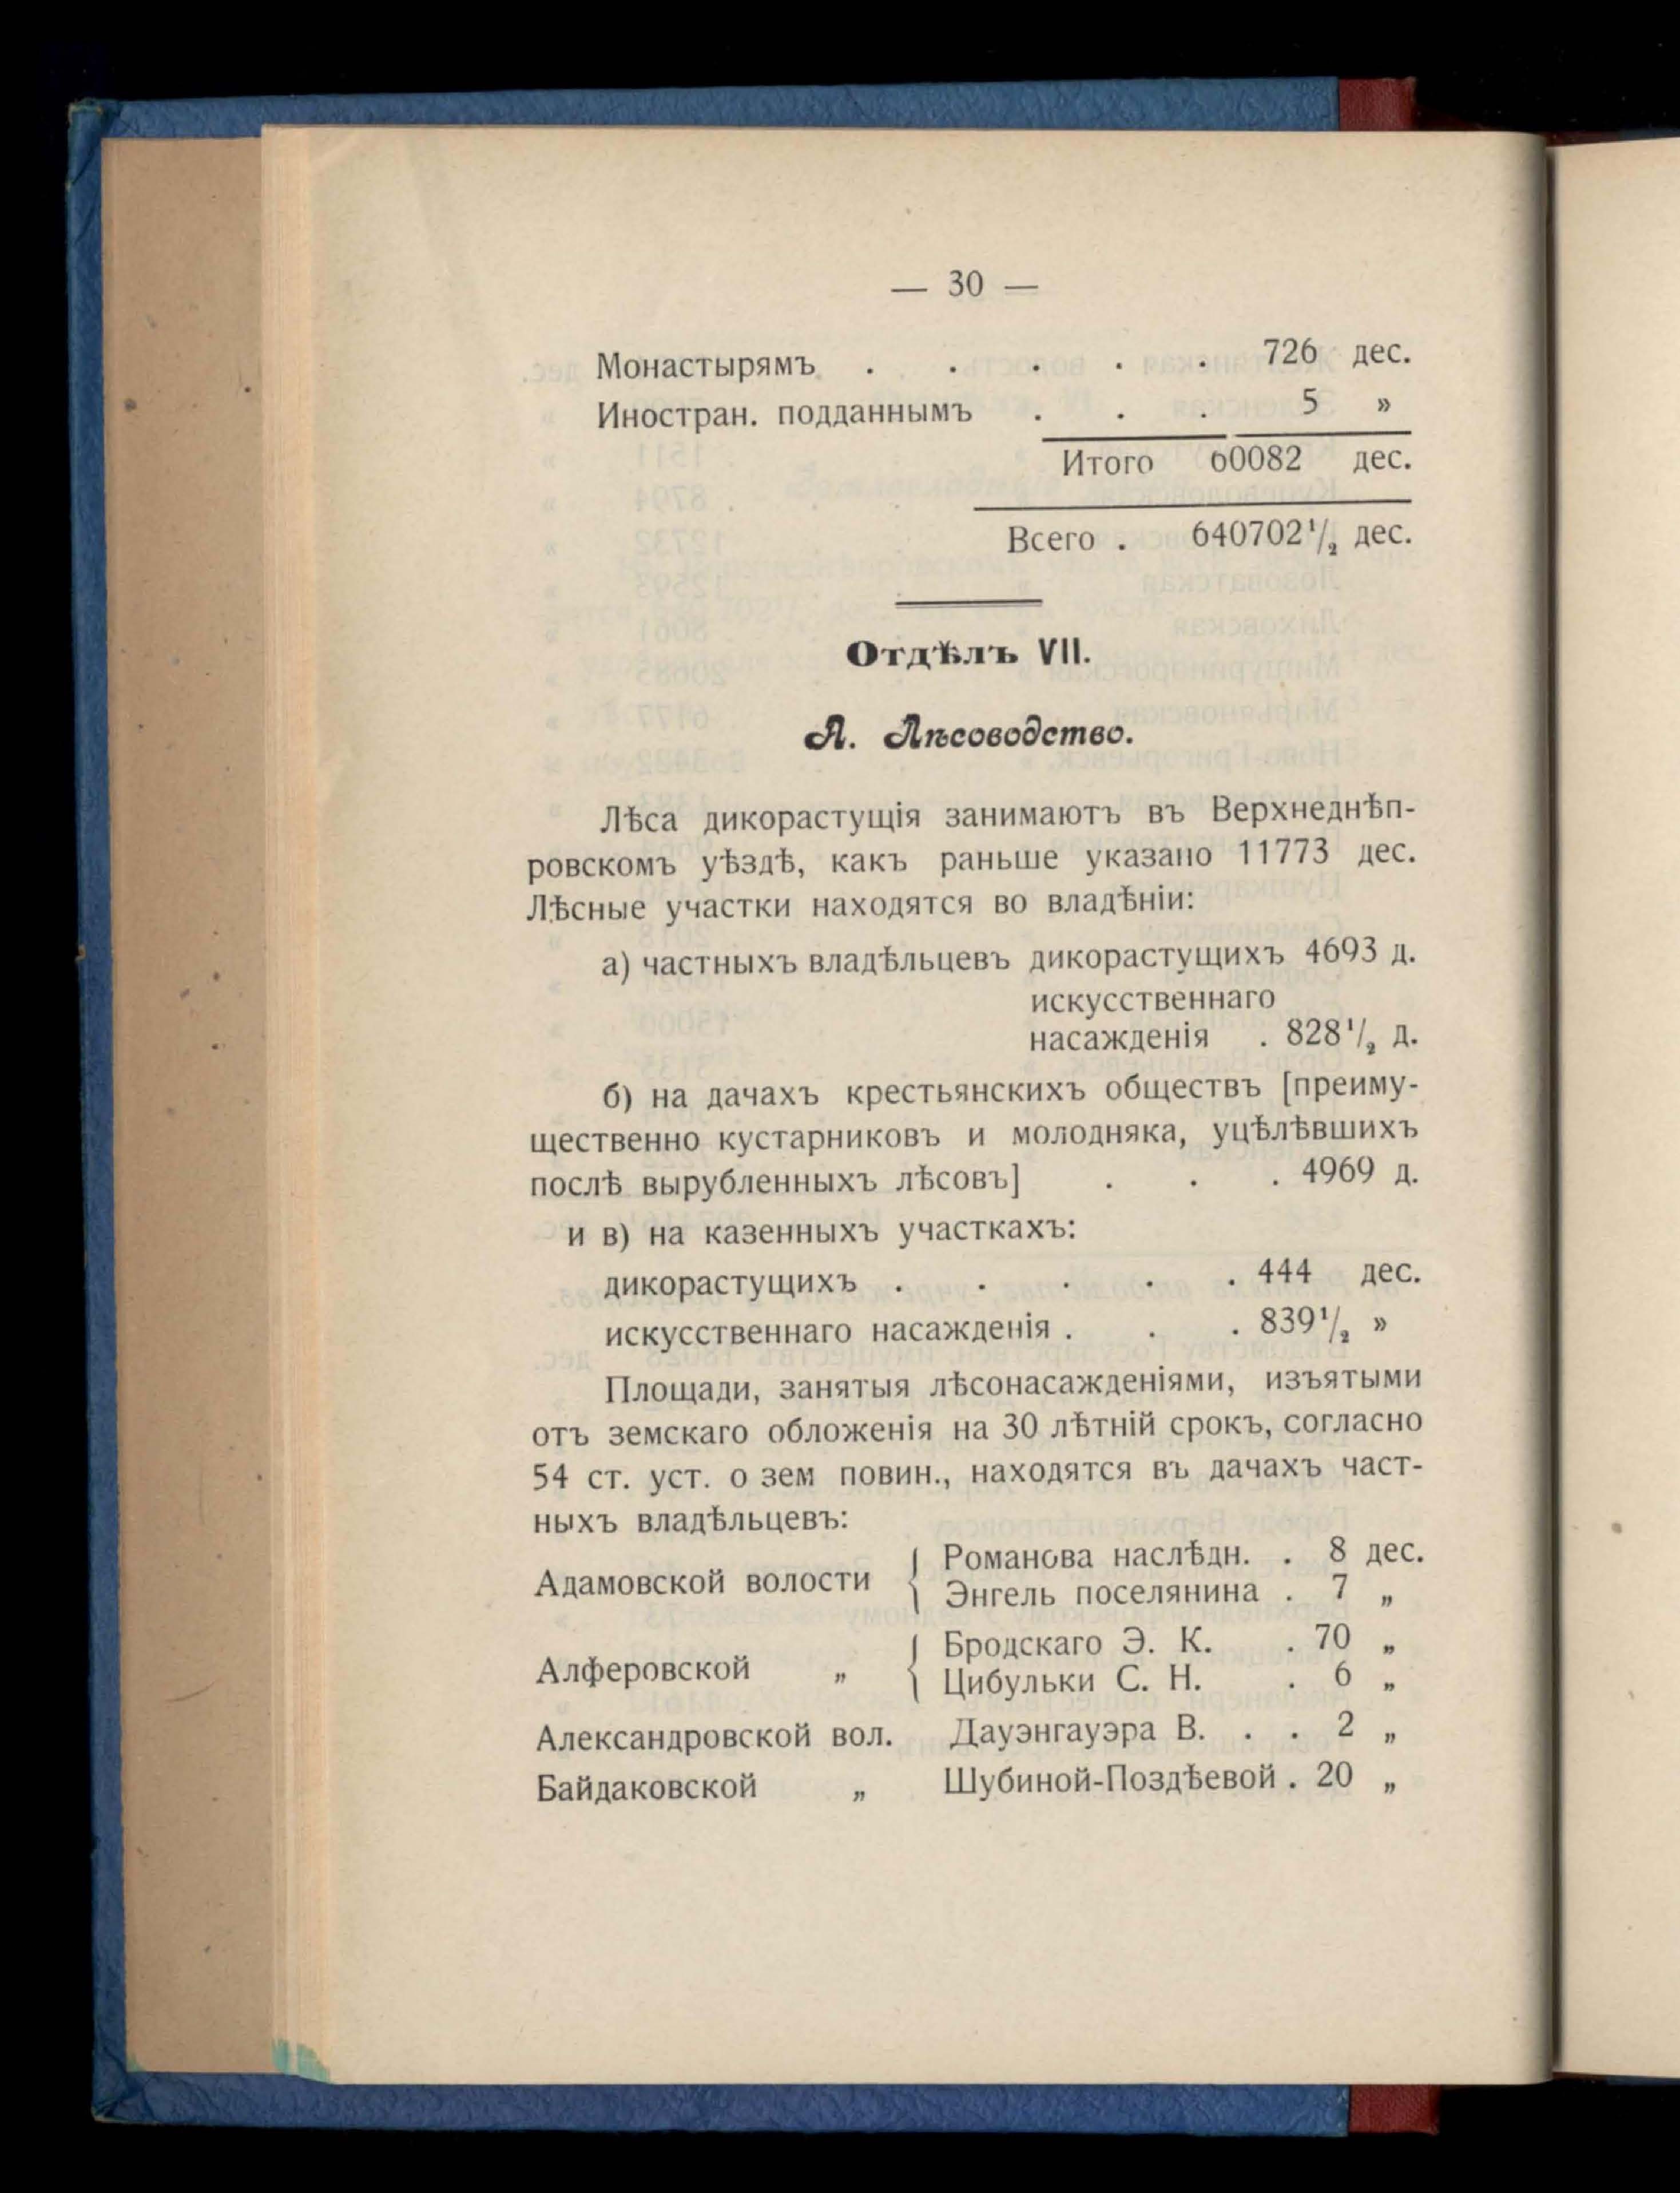 — 30 —
Монастырямъ . . . . . 726 дес.
Иностран. подданнымъ . . . 5 »
Итого 60082 дес.
Всего . 640702¹/₂ дес.
Отдѣлъ VII.
А. Лѣсоводство.
Лѣса дикорастущія занимаютъ въ Верхнеднѣп-
ровскомъ уѣздѣ, какъ раньше указано 11773 дес.
Лѣсные участки находятся во владѣніи:
а) частныхъ владѣльцевъ дикорастущихъ 4693 д.
искусственнаго
насажденія . 828¹/₂ д.
б) на дачахъ крестьянскихъ обществъ [преиму-
щественно кустарниковъ и молодняка, уцѣлѣвшихъ
послѣ вырубленныхъ лѣсовъ] . . . 4969 д.
и в) на казенныхъ участкахъ:
дикорастущихъ . . . . . 444 дес.
искусственнаго насажденія . . . 839¹/₂ »
Площади, занятыя лѣсонасажденіями, изъятыми
отъ земскаго обложенія на 30 лѣтній срокъ, согласно
54 ст. уст. о зем повин., находятся въ дачахъ част-
ныхъ владѣльцевъ:
Адамовской волости { Романова наслѣдн. . 8 дес.
Энгель поселянина . 7 „
Алферовской „ { Бродскаго Э. К. . 70 „
Цибульки С. Н. . 6 „
Александровской вол. Дауэнгауэра В. . . 2 „
Байдаковской „ Шубиной-Поздѣевой . 20 „